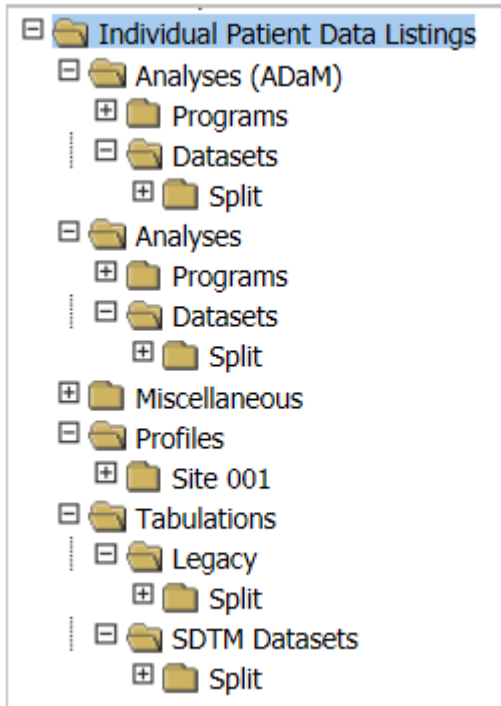 Individual Patient Data Listings
Analyses (ADaM)
Programs
Datasets
Split
Analyses
Programs
Datasets
Split
Miscellaneous
Profiles
Site 001
Tabulations
Legacy
Split
SDTM Datasets
Split